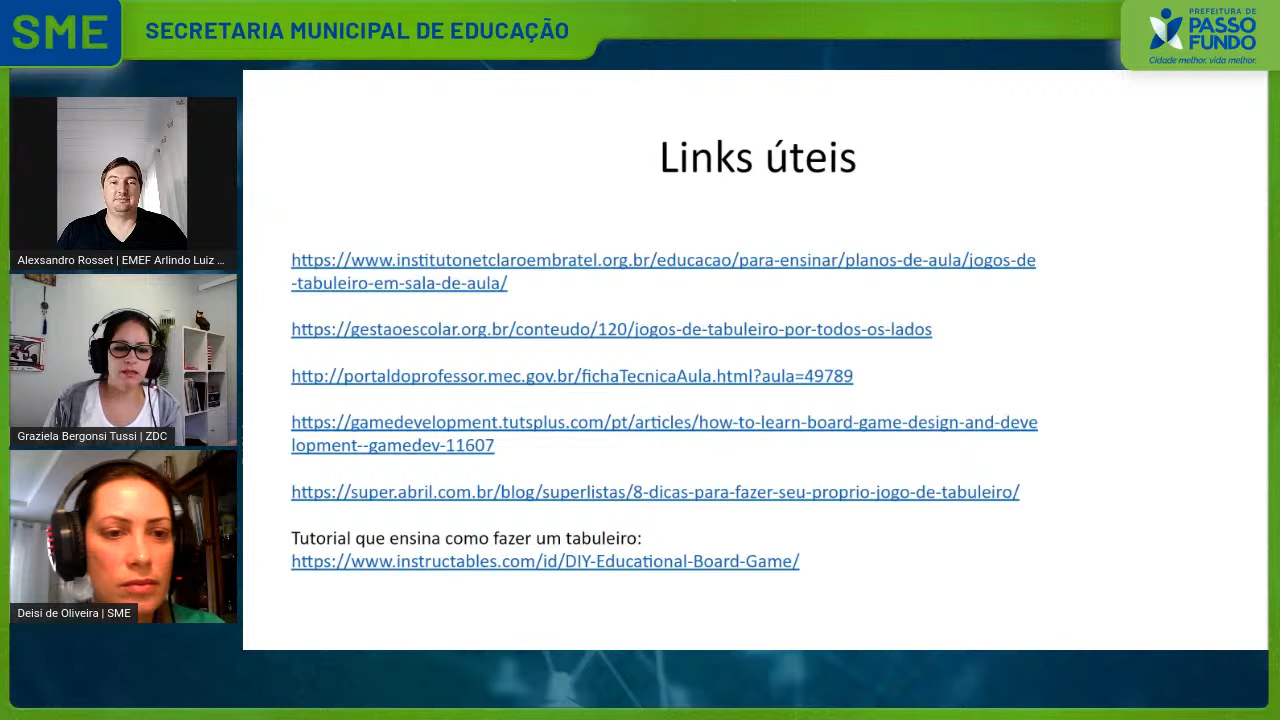 SME
SECRETARIA MUNICIPAL DE EDUCAÇÃO
PREFEITURA DE
PASSO
FUNDO
Cidade melhor, vida melhor.
Alexsandro Rosset | EMEF Arlindo Luiz ...
Graziela Bergonsi Tussi | ZDC
Deisi de Oliveira | SME
Links úteis
https://www.institutonetclaroembratel.org.br/educacao/para-ensinar/planos-de-aula/jogos-de
-tabuleiro-em-sala-de-aula/
https://gestaoescolar.org.br/conteudo/120/jogos-de-tabuleiro-por-todos-os-lados
http://portaldoprofessor.mec.gov.br/fichaTecnicaAula.html?aula=49789
https://gamedevelopment.tutsplus.com/pt/articles/how-to-learn-board-game-design-and-deve
lopment--gamedev-11607
https://super.abril.com.br/blog/superlistas/8-dicas-para-fazer-seu-proprio-jogo-de-tabuleiro/
Tutorial que ensina como fazer um tabuleiro:
https://www.instructables.com/id/DIY-Educational-Board-Game/